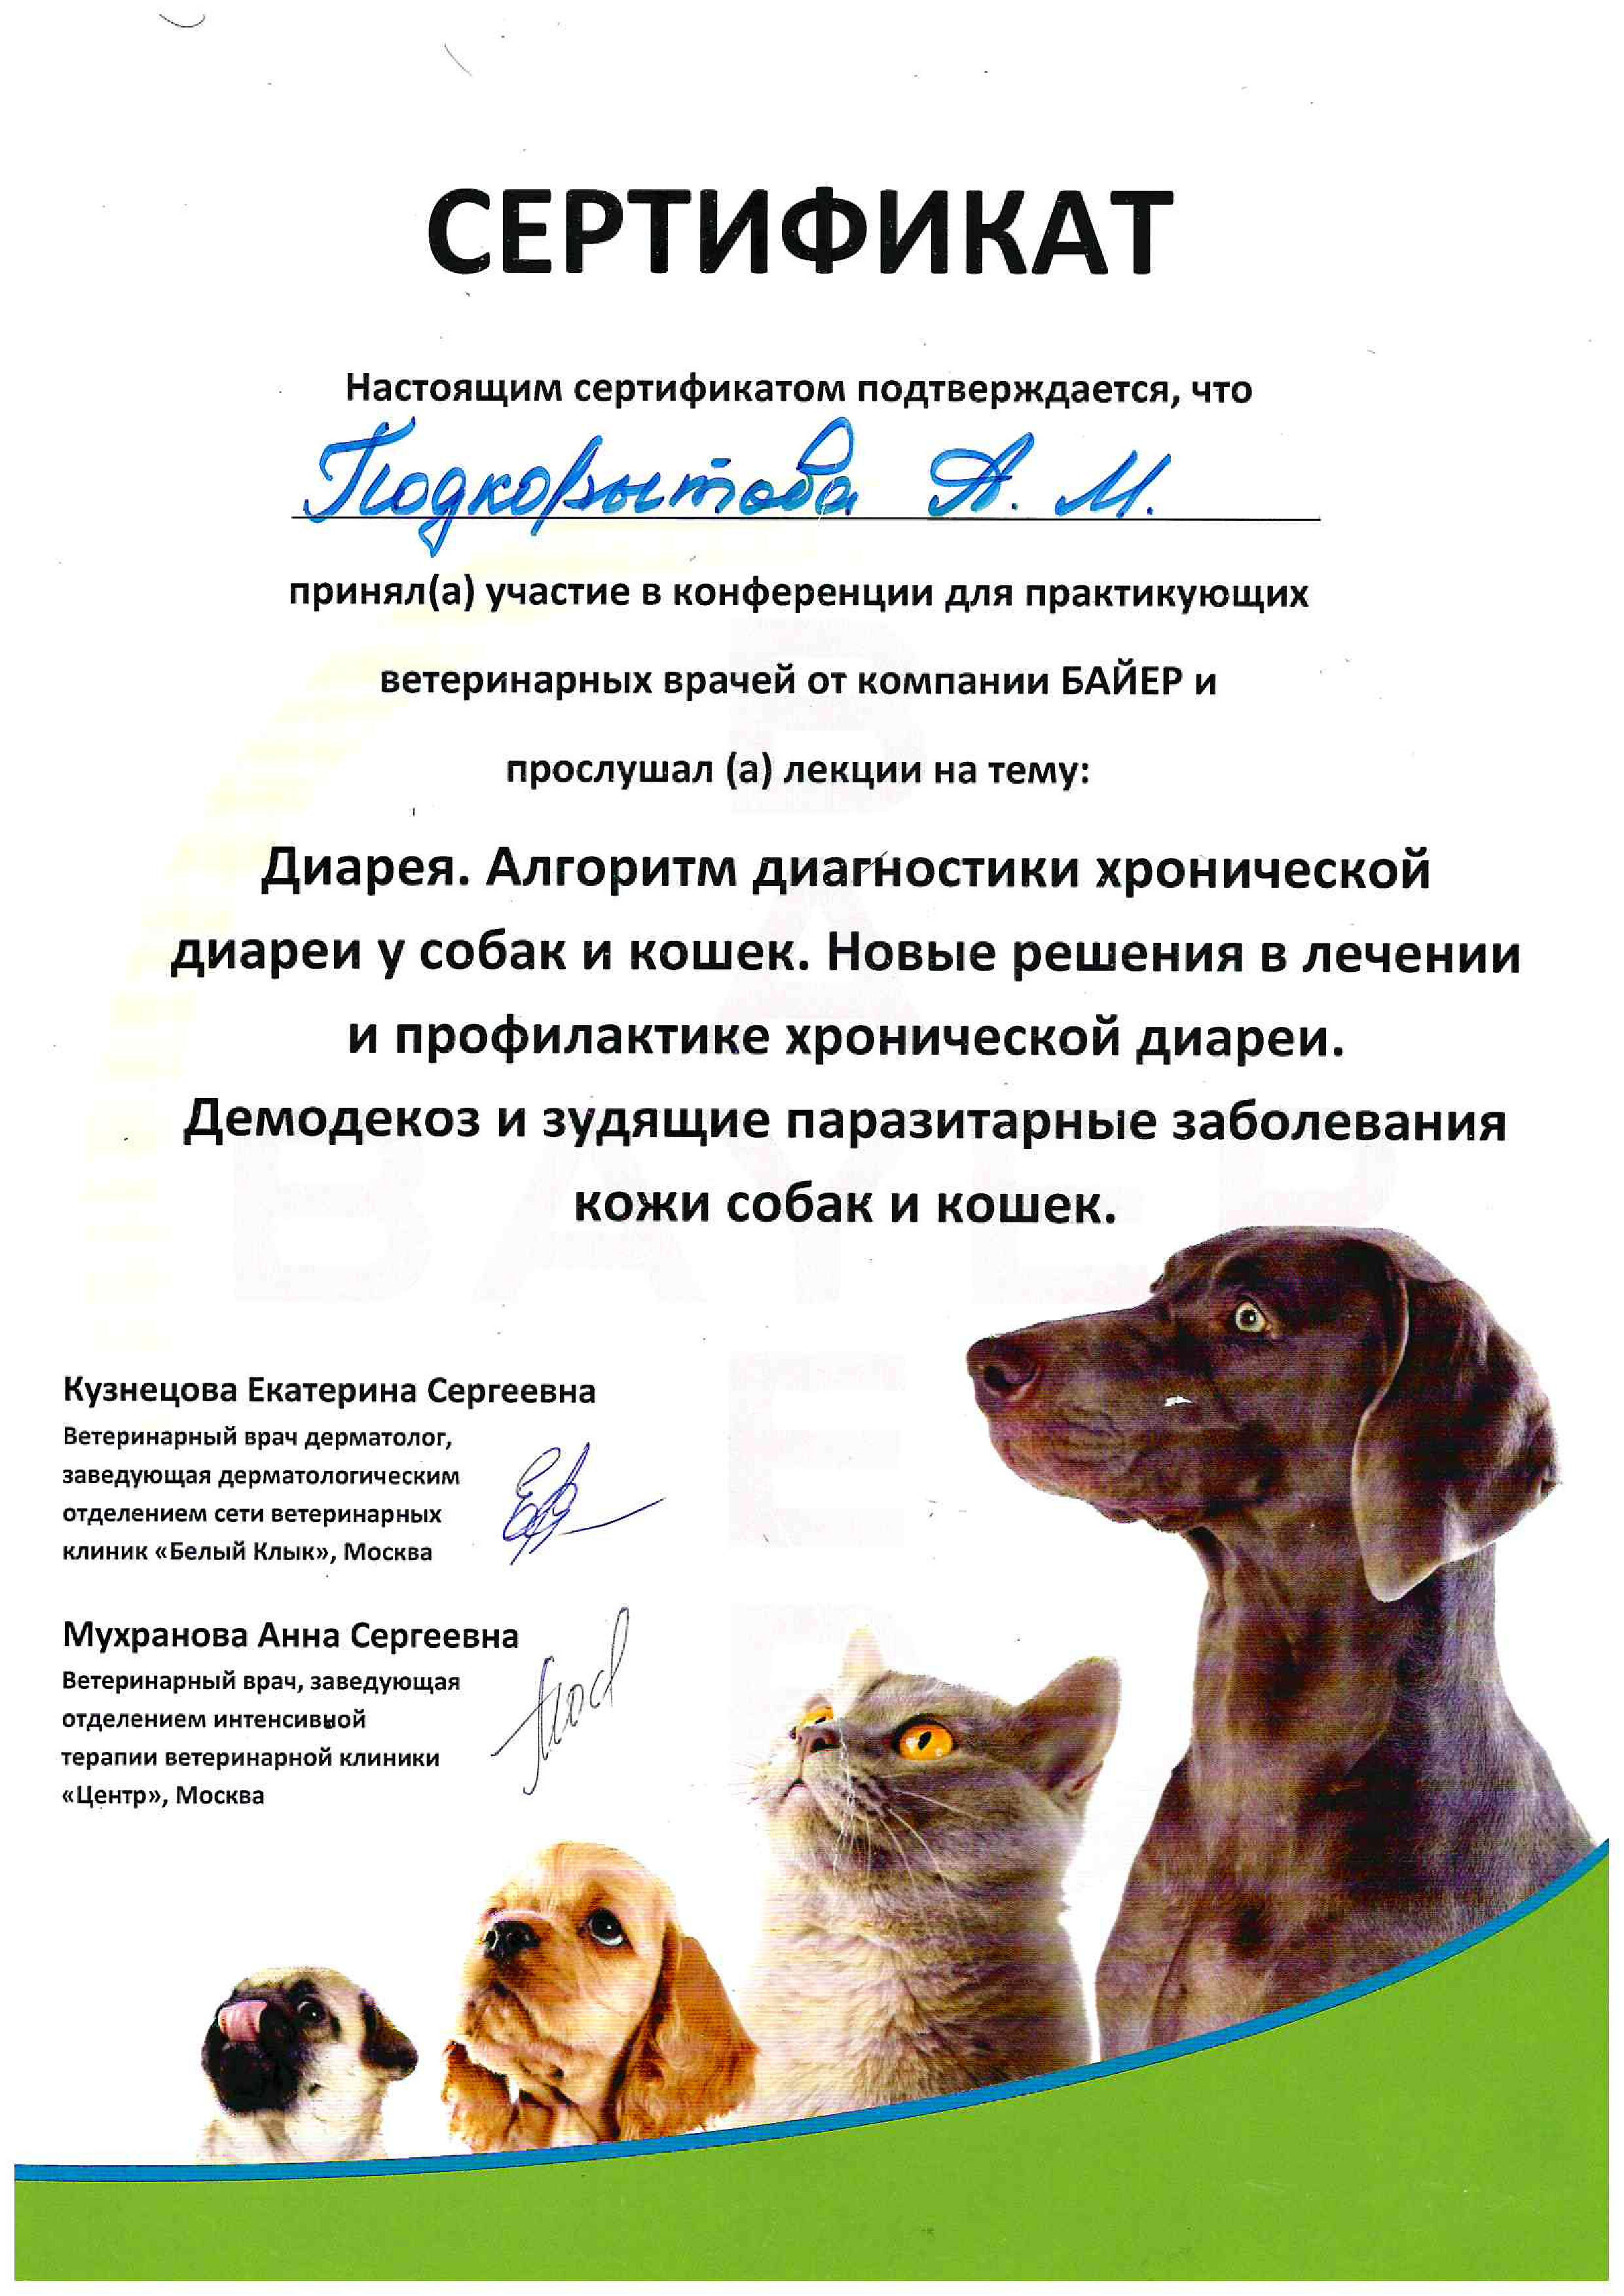 СЕРТИФИКАТ
Настоящим сертификатом подтверждается, что
Подкорытова А. М.
принял(а) участие в конференции для практикующих
ветеринарных врачей от компании БАЙЕР и
прослушал (а) лекции на тему:
Диарея. Алгоритм диагностики хронической
диареи у собак и кошек. Новые решения в лечении
и профилактике хронической диареи.
Демодекоз и зудящие паразитарные заболевания
кожи собак и кошек.
Кузнецова Екатерина Сергеевна
Ветеринарный врач дерматолог,
заведующая дерматологическим
отделением сети ветеринарных
клиник «Белый Клык», Москва
Мухранова Анна Сергеевна
Ветеринарный врач, заведующая
отделением интенсивной
терапии ветеринарной клиники
«Центр», Москва
BAYER